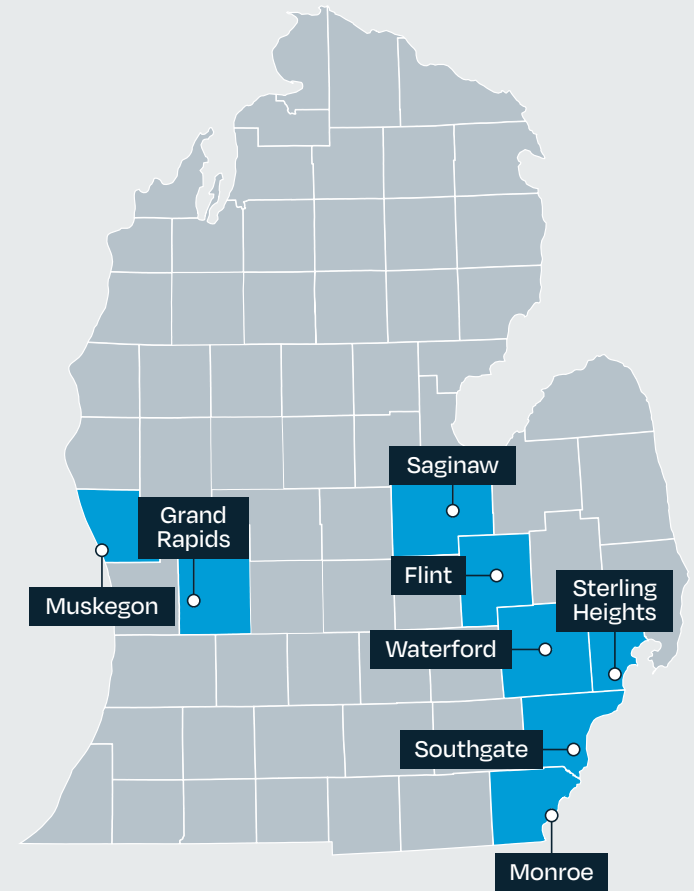 Saginaw
Grand
Rapids
Flint
Sterling
Heights
Muskegon
Waterford
Southgate
Monroe